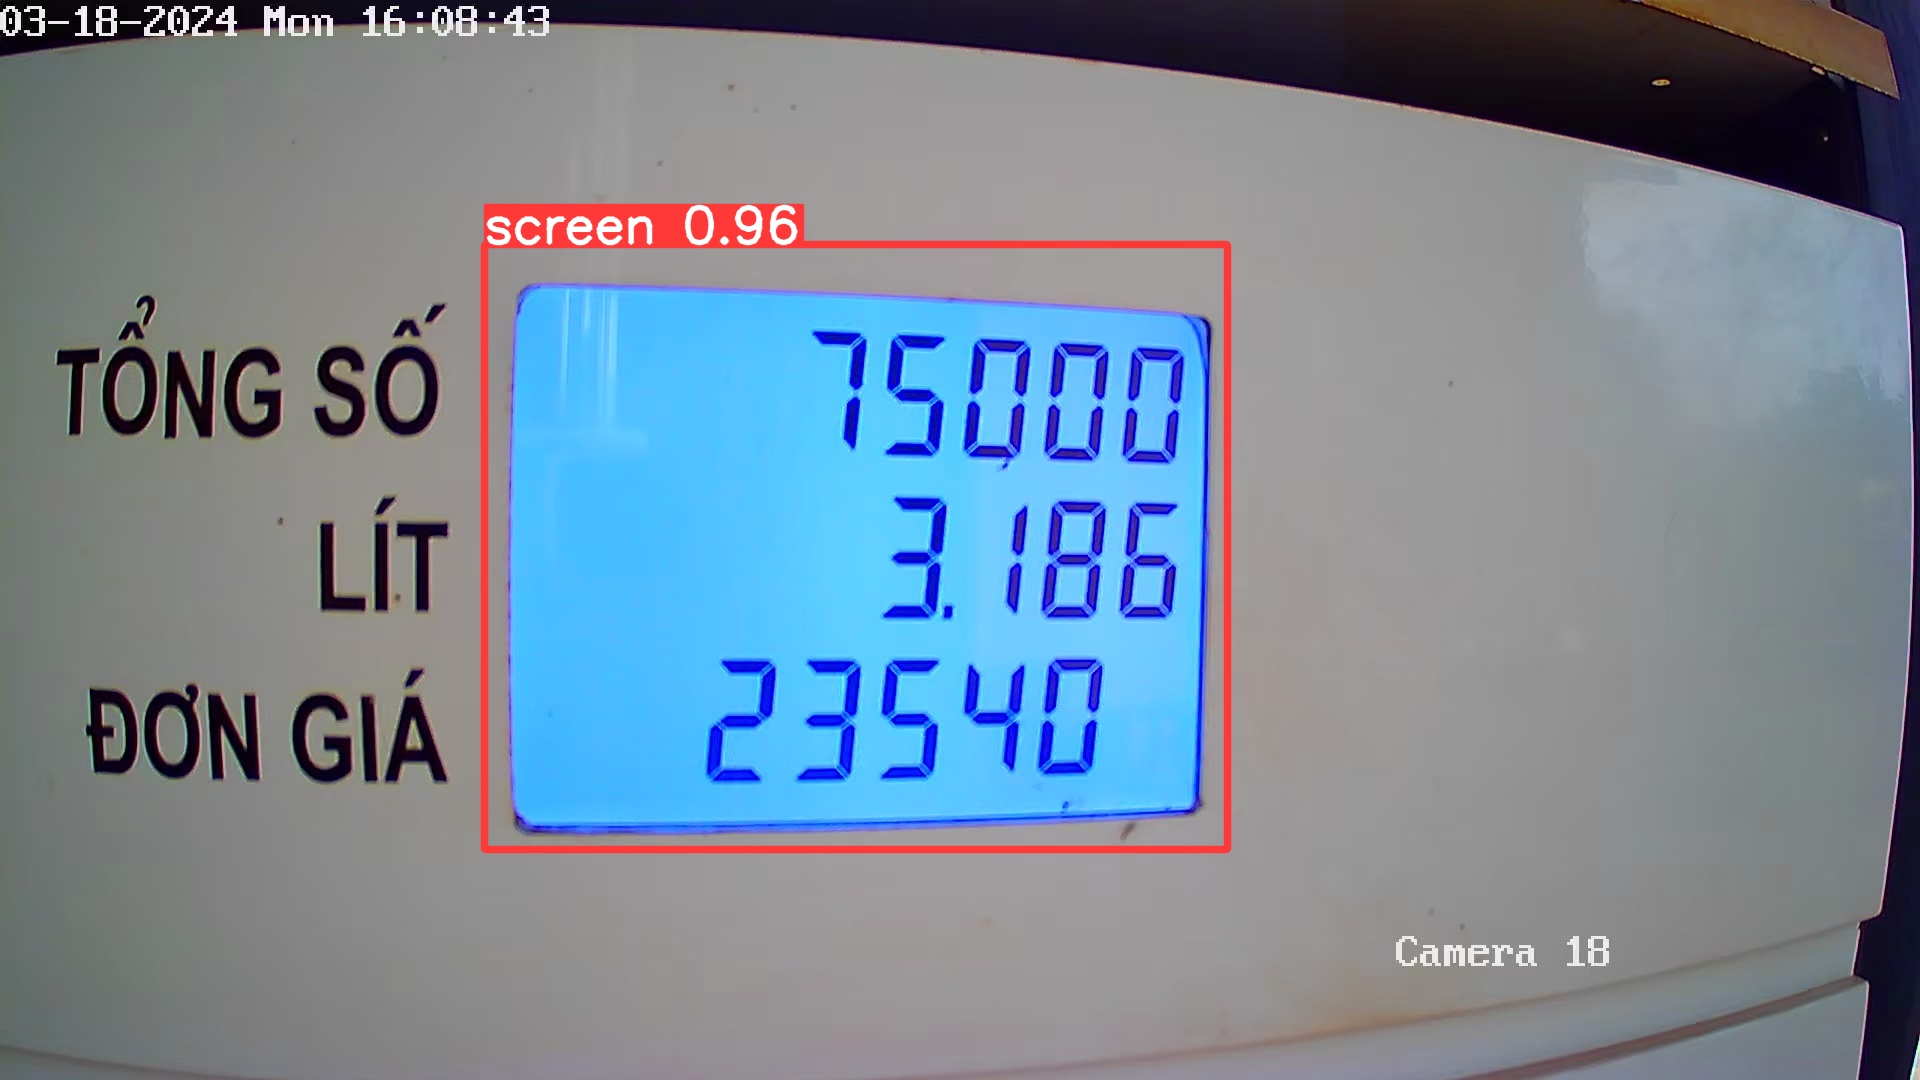 03-18-2024 Mon 16:08:43
screen 0.96
TỔNG SỐ 75000
LÍT 3.186
ĐƠN GIÁ 23540
Camera 18